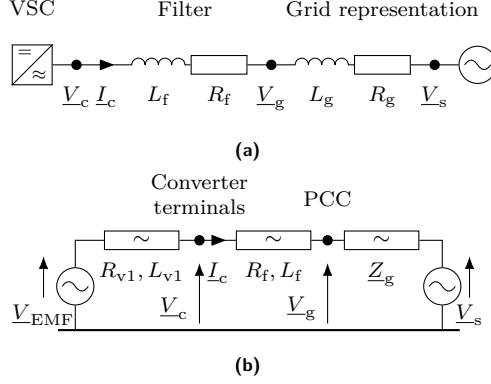 VSC Filter Grid representation
= ≈ ~
V_c I_c L_f R_f V_g L_g R_g V_s
(a)
Converter terminals
PCC
~ ~ ~
R_v1, L_v1 I_c R_f, L_f Z_g
~ ~
V_EMF V_c V_g V_s
(b)